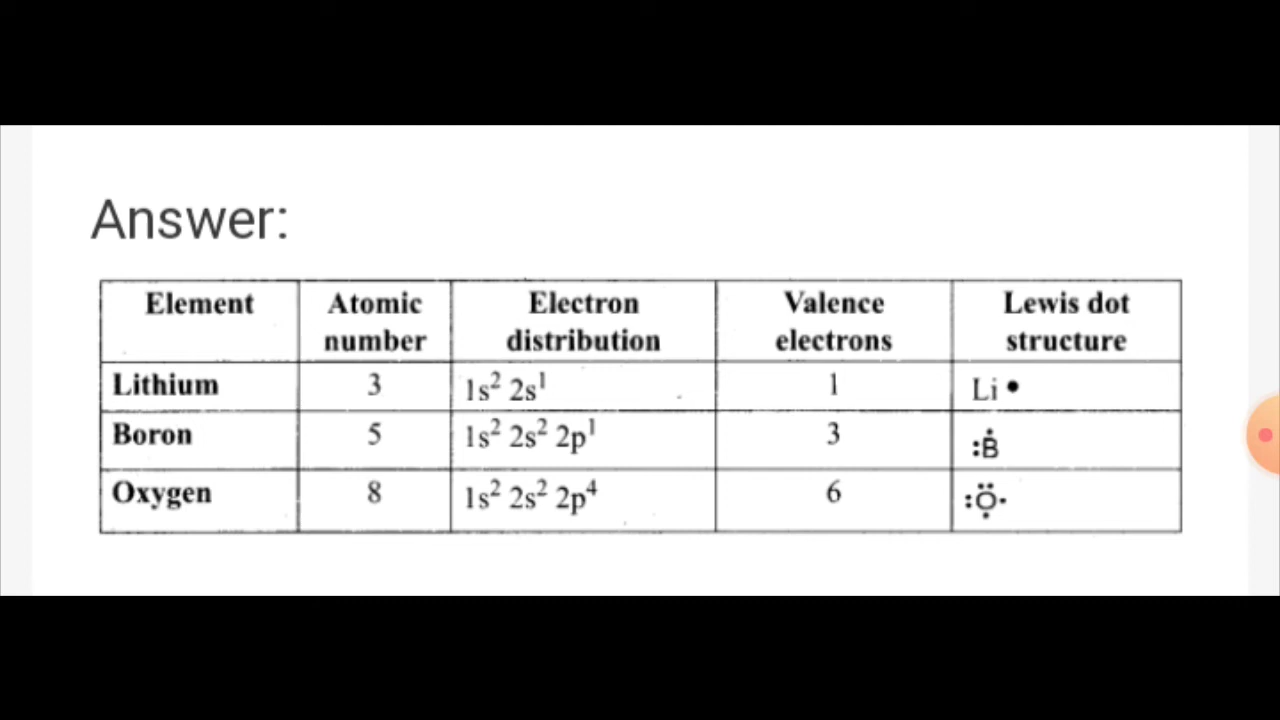 Answer:
Element Atomic number Electron distribution Valence electrons Lewis dot structure
Lithium 3 1s² 2s¹ 1 Li •
Boron 5 1s² 2s² 2p¹ 3 :Ḃ
Oxygen 8 1s² 2s² 2p⁴ 6 :Ọ̈·